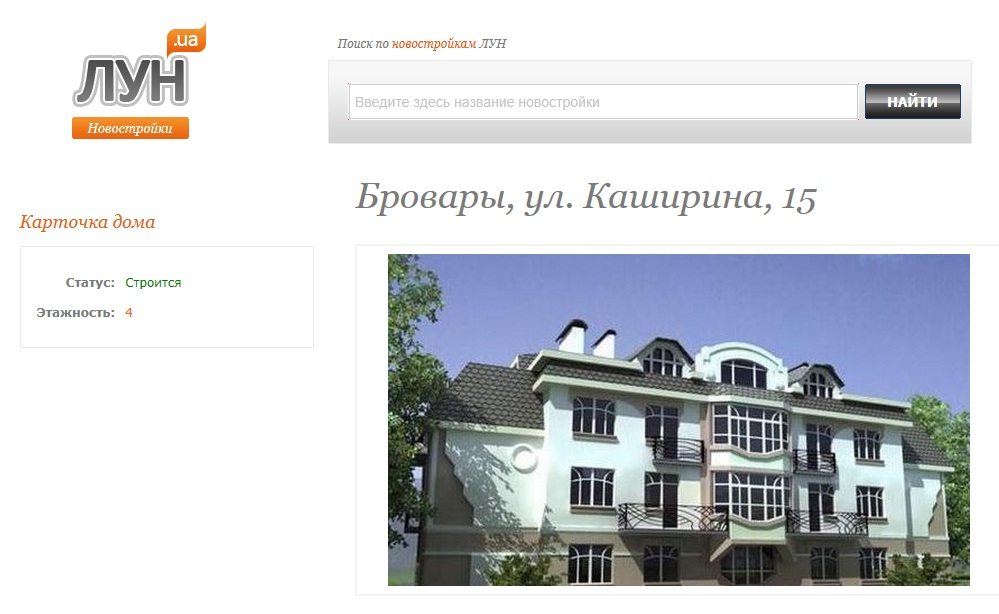 .ua
ЛУН
Новостройки
Поиск по новостройкам ЛУН
Введите здесь название новостройки
НАЙТИ
Бровары, ул. Каширина, 15
Карточка дома
Статус: Строится
Этажность: 4